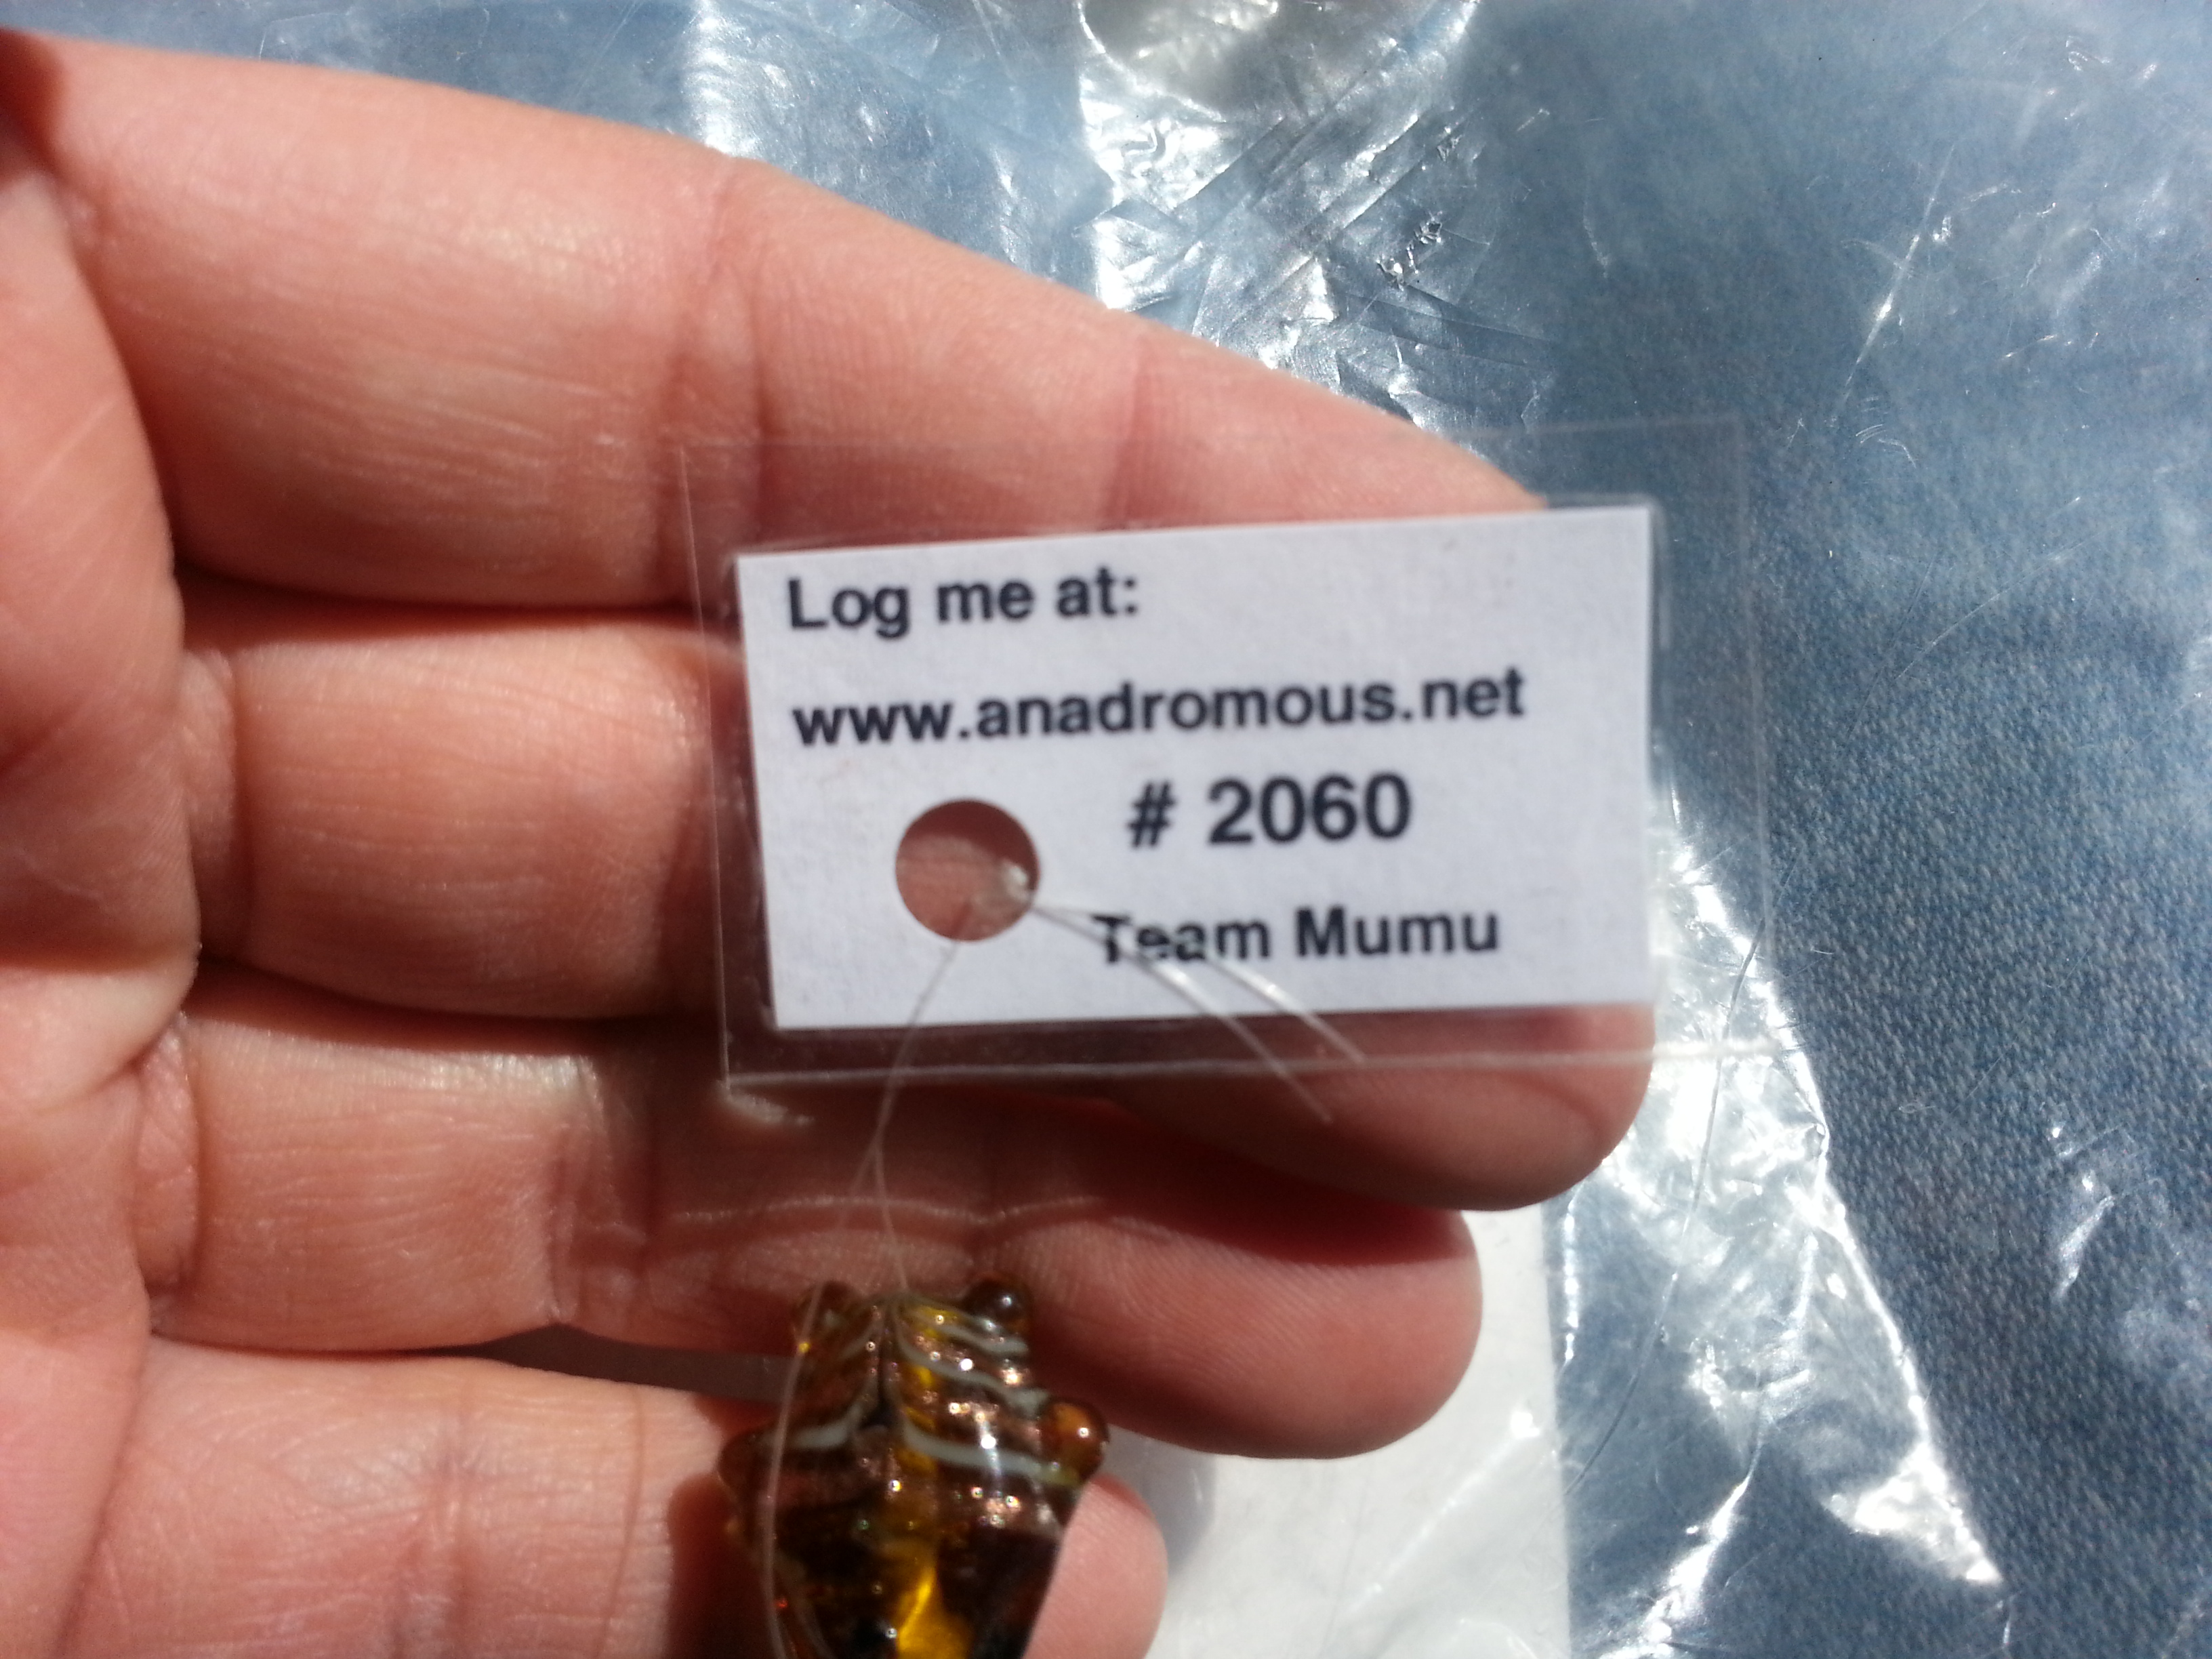 Log me at:
www.anadromous.net
# 2060
Team Mumu